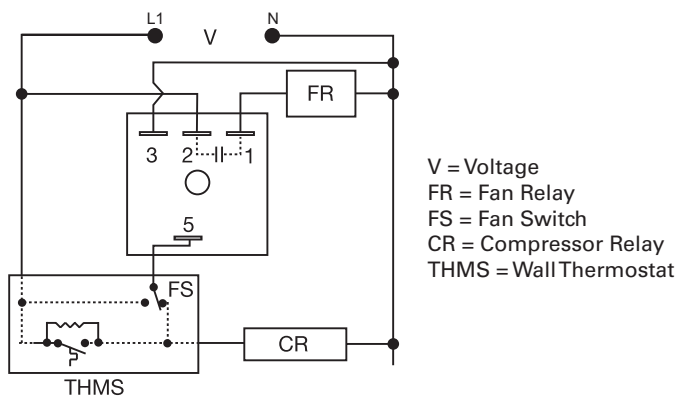 L1
V
N
FR
3
2
1
5
FS
CR
THMS
V = Voltage
FR = Fan Relay
FS = Fan Switch
CR = Compressor Relay
THMS = Wall Thermostat